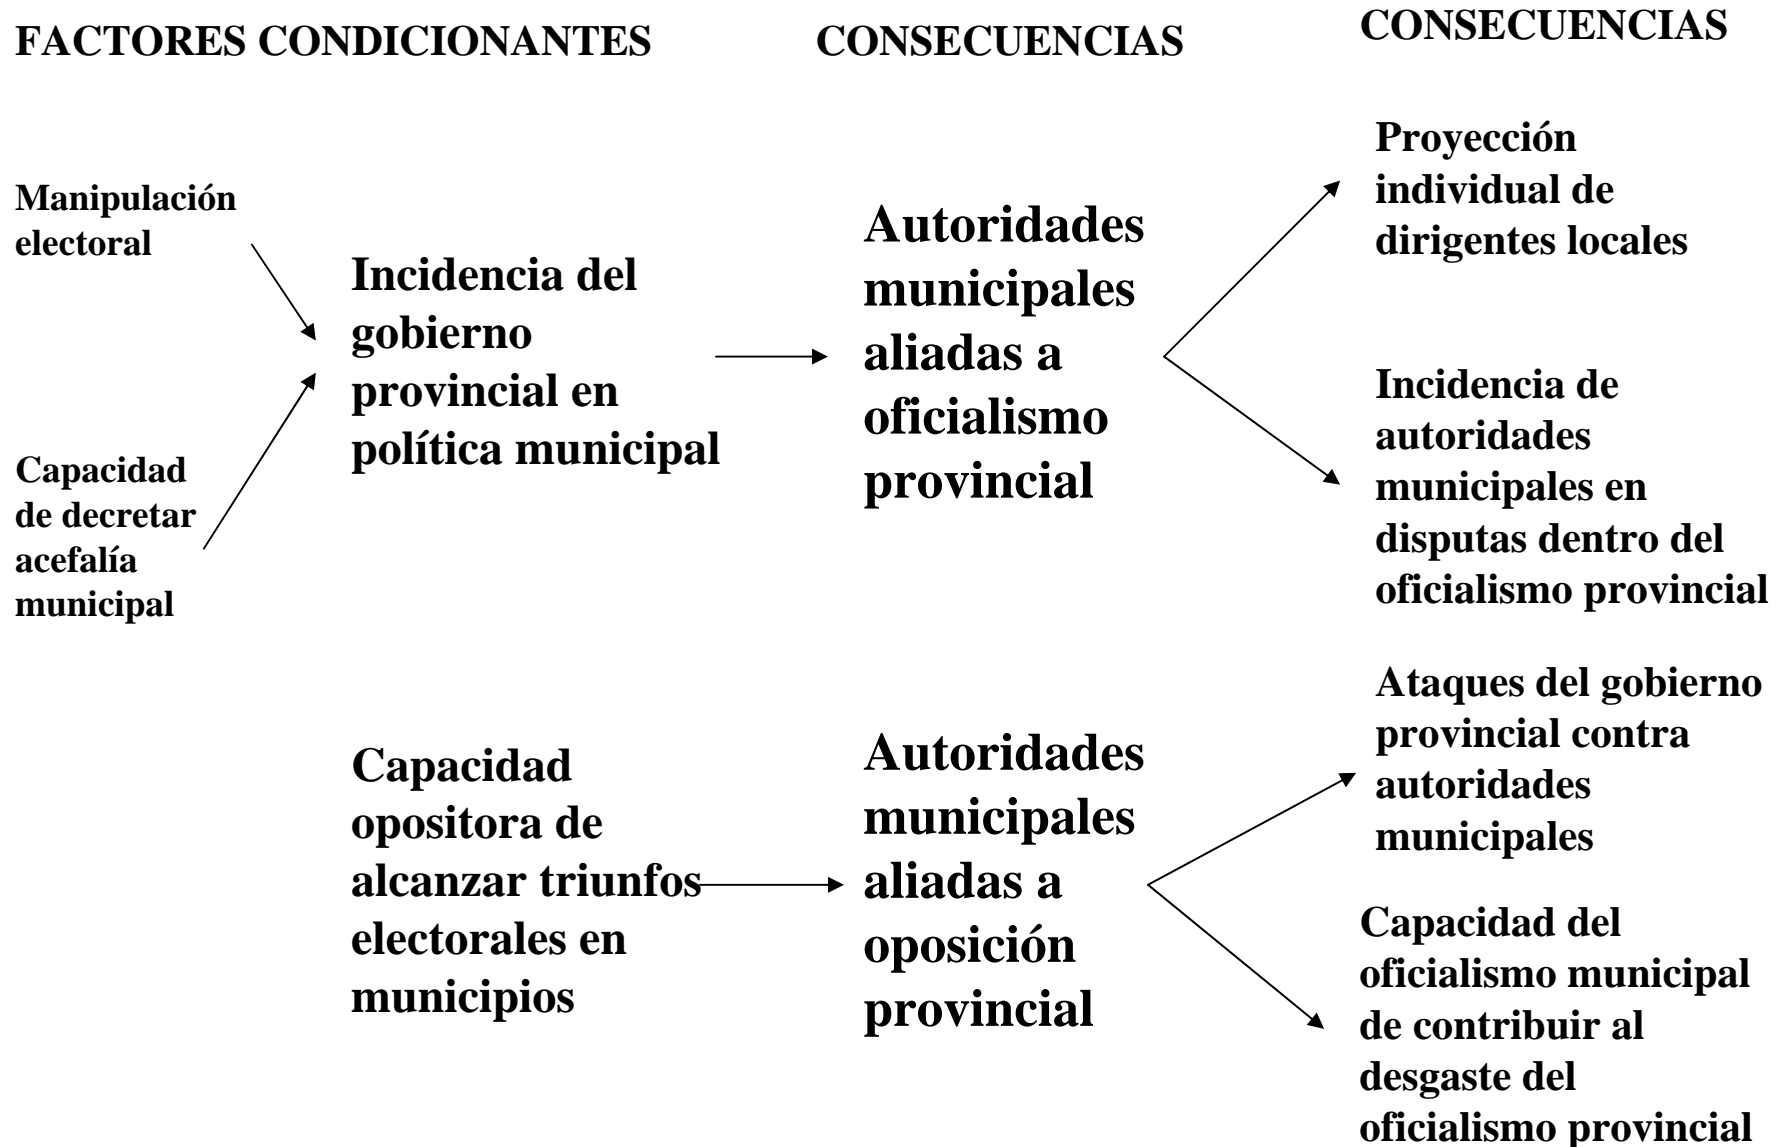 FACTORES CONDICIONANTES
CONSECUENCIAS
CONSECUENCIAS
Manipulación
electoral
Capacidad
de decretar
acefalía
municipal
Incidencia del
gobierno
provincial en
política municipal
Autoridades
municipales
aliadas a
oficialismo
provincial
Proyección
individual de
dirigentes locales
Incidencia de
autoridades
municipales en
disputas dentro del
oficialismo provincial
Capacidad
opositora de
alcanzar triunfos
electorales en
municipios
Autoridades
municipales
aliadas a
oposición
provincial
Ataques del gobierno
provincial contra
autoridades
municipales
Capacidad del
oficialismo municipal
de contribuir al
desgaste del
oficialismo provincial